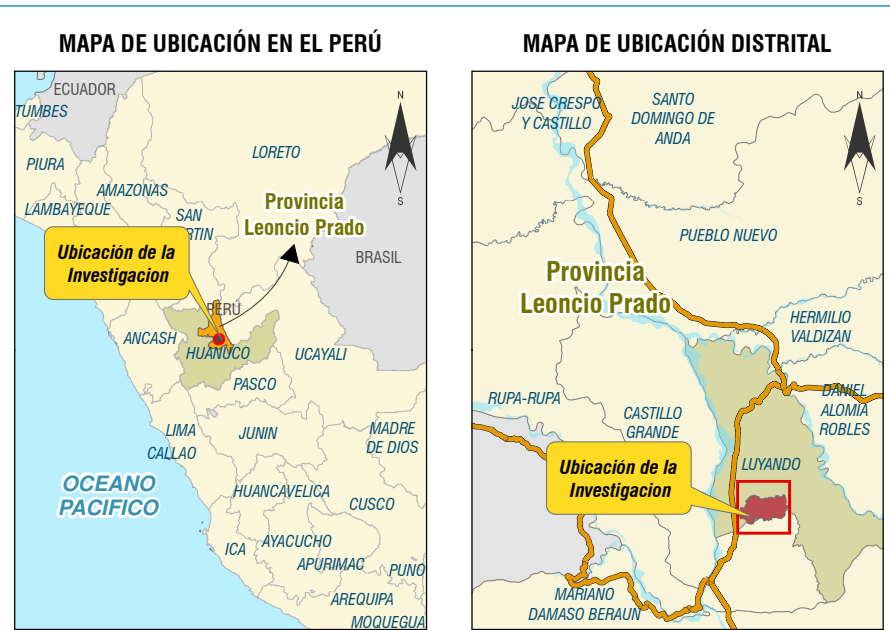 MAPA DE UBICACIÓN EN EL PERÚ
N
S
ECUADOR
TUMBES
LORETO
PIURA
AMAZONAS
LAMBAYEQUE
SAN
RTIN
Provincia
Leoncio Prado
Ubicación de la
Investigacion
BRASIL
PERÚ
ANCASH
HUANUCO
UCAYALI
PASCO
LIMA
CALLAO
JUNIN
MADRE
DE DIOS
OCEANO
PACIFICO
HUANCAVELICA
CUSCO
ICA
AYACUCHO
APURIMAC
PUNO
AREQUIPA
MOQUEGUA
MAPA DE UBICACIÓN DISTRITAL
N
S
JOSE CRESPO
Y CASTILLO
SANTO
DOMINGO DE
ANDA
PUEBLO NUEVO
Provincia
Leoncio Prado
HERMILIO
VALDIZAN
RUPA-RUPA
CASTILLO
GRANDE
DANIEL
ALOMIA
ROBLES
Ubicación de la
Investigacion
LUYANDO
MARIANO
DAMASO BERAUN